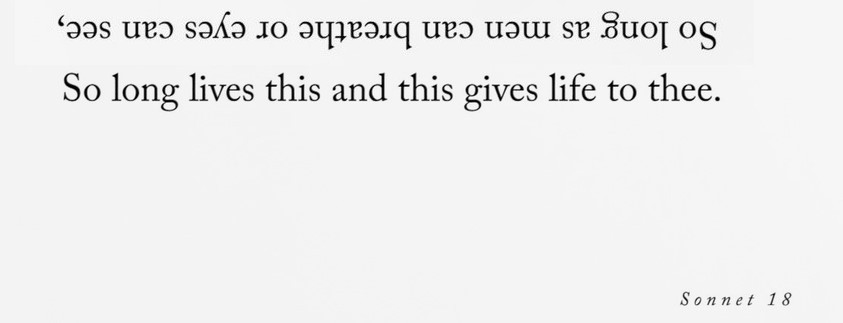 So long as men can breathe or eyes can see,
So long lives this and this gives life to thee.
Sonnet 18